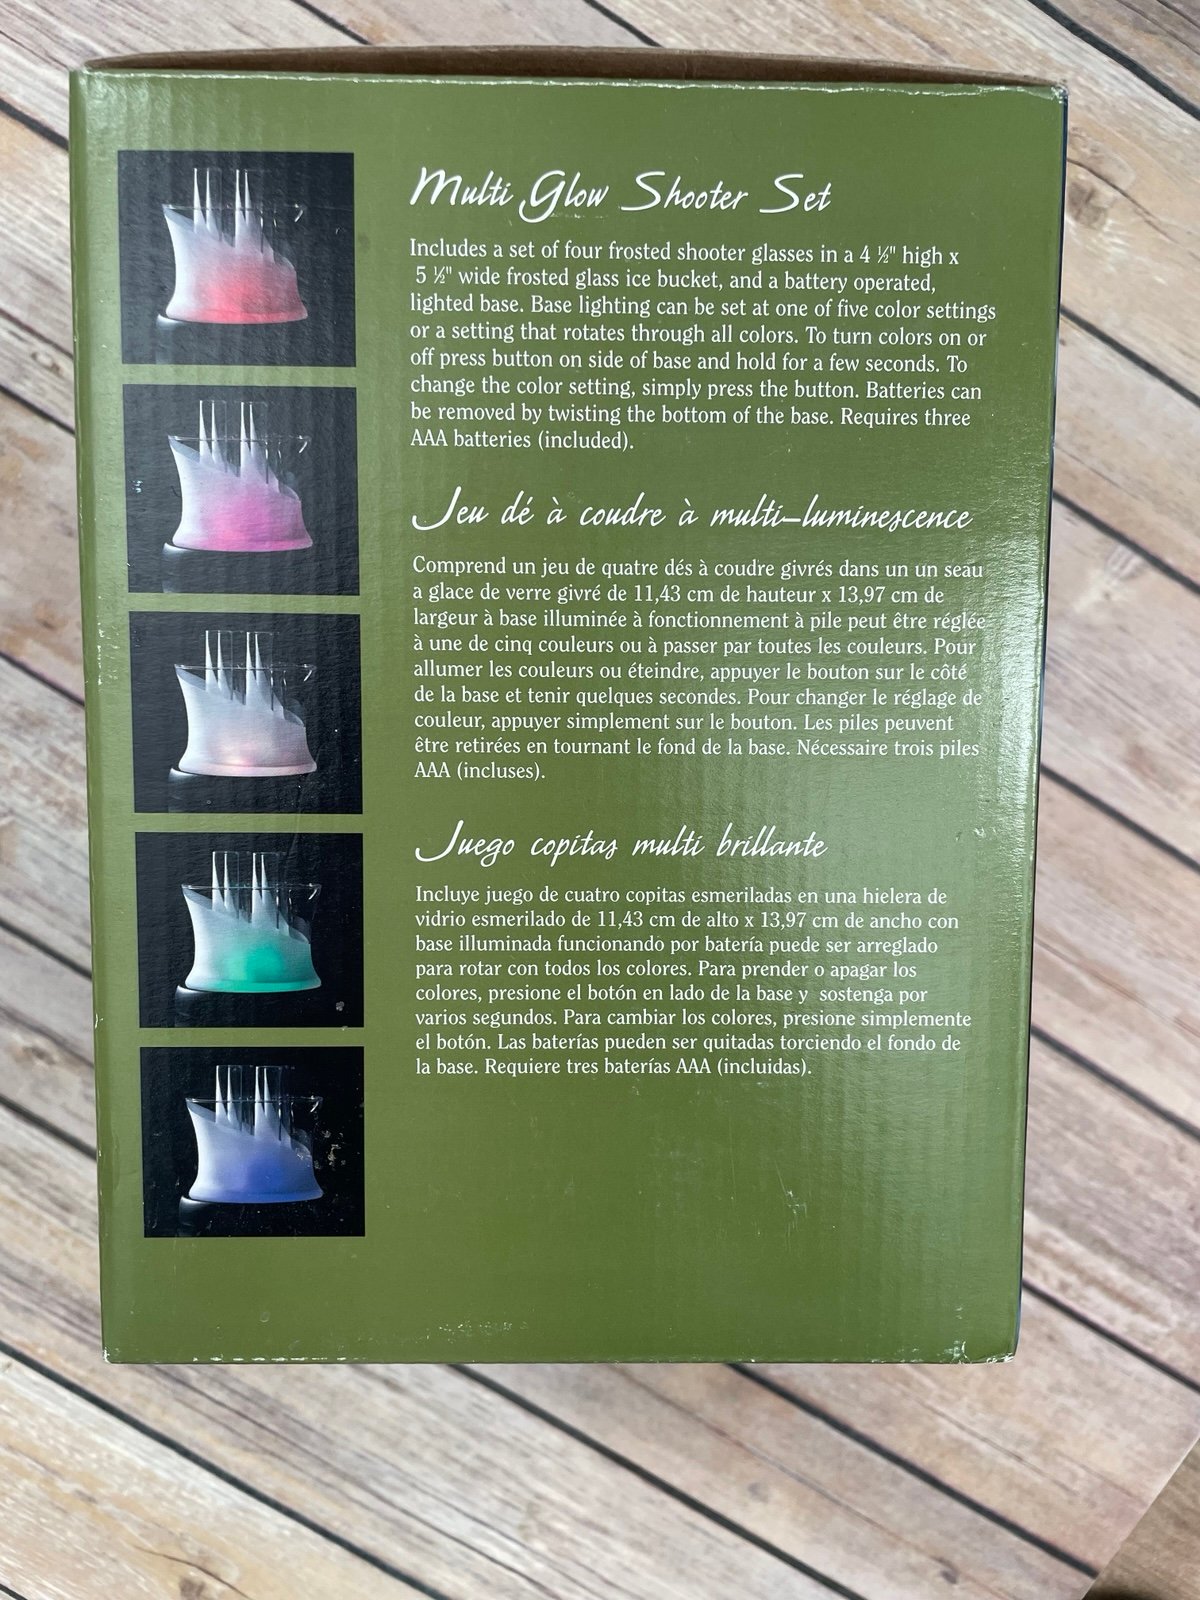 Multi Glow Shooter Set
Includes a set of four frosted shooter glasses in a 4 ½" high x
5 ½" wide frosted glass ice bucket, and a battery operated,
lighted base. Base lighting can be set at one of five color settings
or a setting that rotates through all colors. To turn colors on or
off press button on side of base and hold for a few seconds. To
change the color setting, simply press the button. Batteries can
be removed by twisting the bottom of the base. Requires three
AAA batteries (included).
Jeu dé à coudre à multi-luminescence
Comprend un jeu de quatre dés à coudre givrés dans un un seau
a glace de verre givré de 11,43 cm de hauteur x 13,97 cm de
largeur à base illuminée à fonctionnement à pile peut être réglée
à une de cinq couleurs ou à passer par toutes les couleurs. Pour
allumer les couleurs ou éteindre, appuyer le bouton sur le côté
de la base et tenir quelques secondes. Pour changer le réglage de
couleur, appuyer simplement sur le bouton. Les piles peuvent
être retirées en tournant le fond de la base. Nécessaire trois piles
AAA (incluses).
Juego copitas multi brillante
Incluye juego de cuatro copitas esmeriladas en una hielera de
vidrio esmerilado de 11,43 cm de alto x 13,97 cm de ancho con
base illuminada funcionando por batería puede ser arreglado
para rotar con todos los colores. Para prender o apagar los
colores, presione el botón en lado de la base y sostenga por
varios segundos. Para cambiar los colores, presione simplemente
el botón. Las baterías pueden ser quitadas torciendo el fondo de
la base. Requiere tres baterías AAA (incluidas).